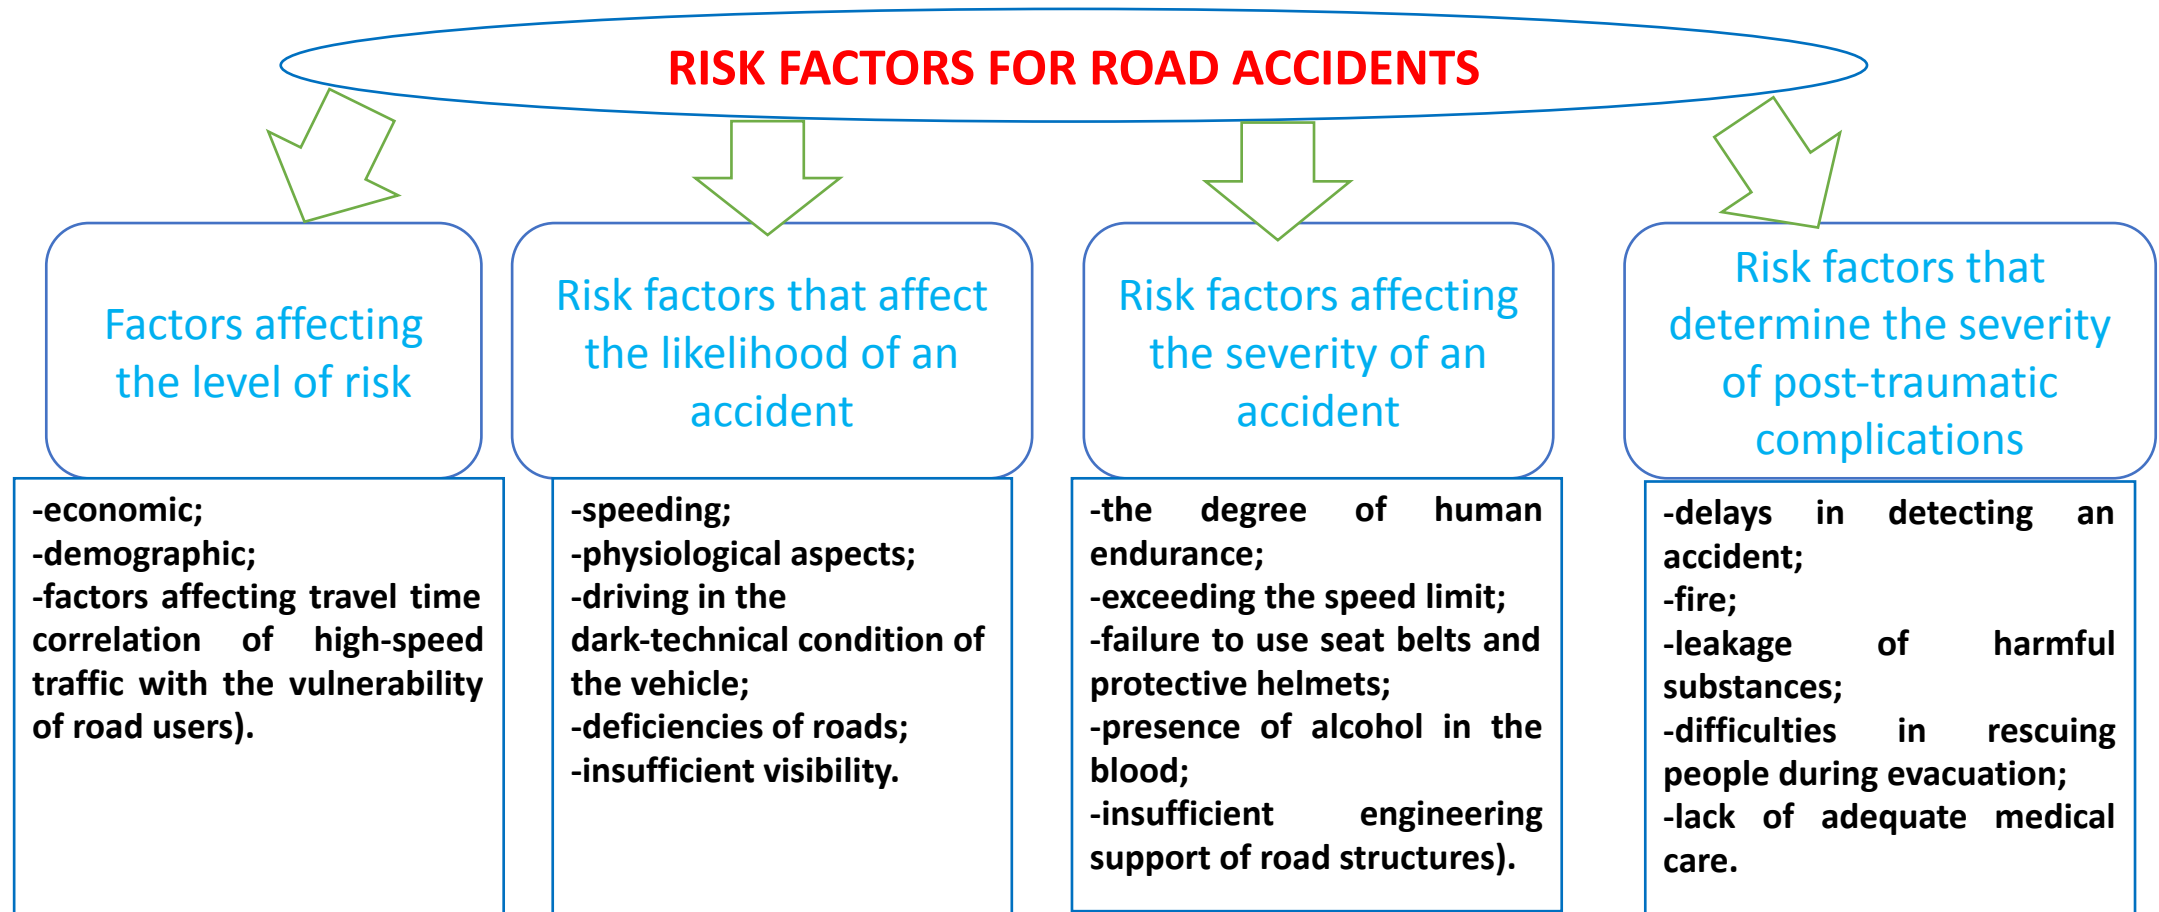 RISK FACTORS FOR ROAD ACCIDENTS
Factors affecting
the level of risk
-economic;
-demographic;
-factors affecting travel time
correlation of high-speed
traffic with the vulnerability
of road users).
Risk factors that affect
the likelihood of an
accident
-speeding;
-physiological aspects;
-driving in the
dark-technical condition of
the vehicle;
-deficiencies of roads;
-insufficient visibility.
Risk factors affecting
the severity of an
accident
-the degree of human
endurance;
-exceeding the speed limit;
-failure to use seat belts and
protective helmets;
-presence of alcohol in the
blood;
-insufficient engineering
support of road structures).
Risk factors that
determine the severity
of post-traumatic
complications
-delays in detecting an
accident;
-fire;
-leakage of harmful
substances;
-difficulties in rescuing
people during evacuation;
-lack of adequate medical
care.